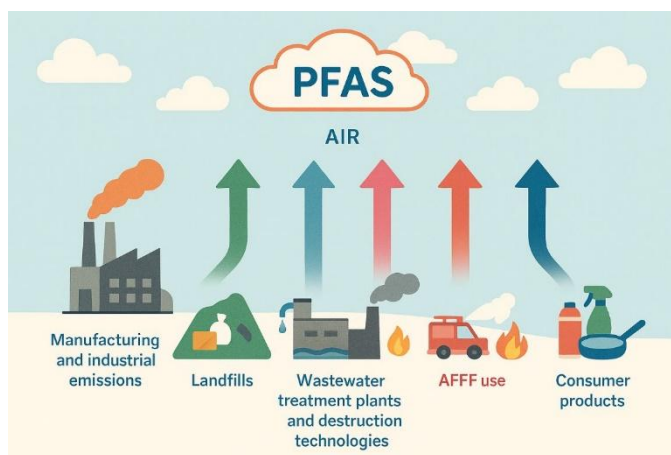 PFAS
AIR
Manufacturing
and industrial
emissions
Landfills
Wastewater
treatment plants
and destruction
technologies
AFFF use
Consumer
products